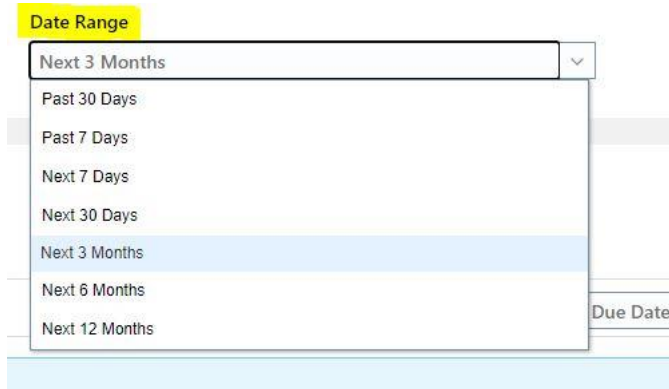 Date Range
Next 3 Months
Past 30 Days
Past 7 Days
Next 7 Days
Next 30 Days
Next 3 Months
Next 6 Months
Next 12 Months
Due Date